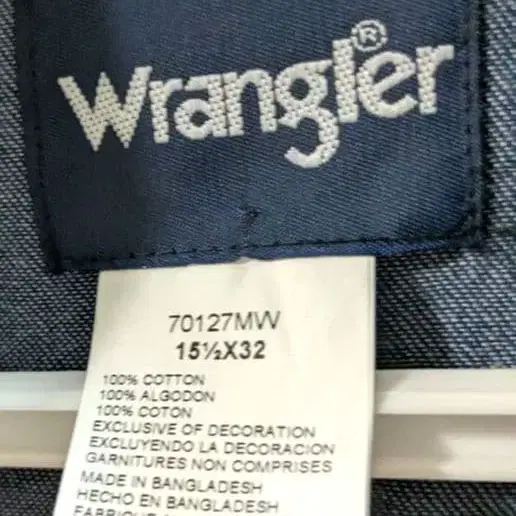 Wrangler®
70127MW
15½X32
100% COTTON
100% ALGODON
100% COTON
EXCLUSIVE OF DECORATION
EXCLUYENDO LA DECORACION
GARNITURES NON COMPRISES
MADE IN BANGLADESH
HECHO EN BANGLADESH